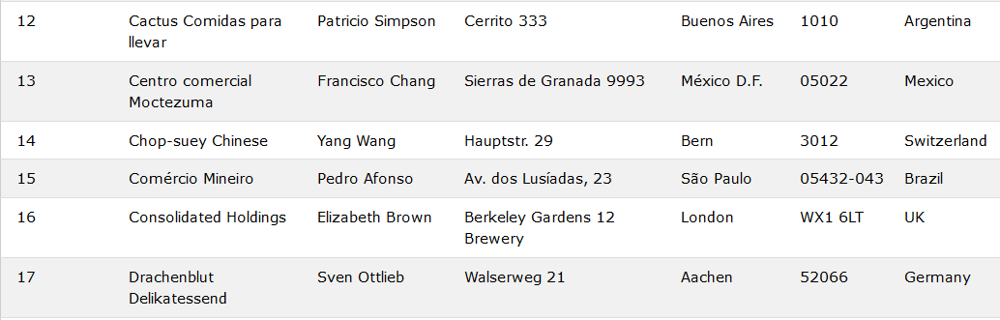 12 Cactus Comidas para llevar Patricio Simpson Cerrito 333 Buenos Aires 1010 Argentina
13 Centro comercial Moctezuma Francisco Chang Sierras de Granada 9993 México D.F. 05022 Mexico
14 Chop-suey Chinese Yang Wang Hauptstr. 29 Bern 3012 Switzerland
15 Comércio Mineiro Pedro Afonso Av. dos Lusíadas, 23 São Paulo 05432-043 Brazil
16 Consolidated Holdings Elizabeth Brown Berkeley Gardens 12 Brewery London WX1 6LT UK
17 Drachenblut Delikatessend Sven Ottlieb Walserweg 21 Aachen 52066 Germany